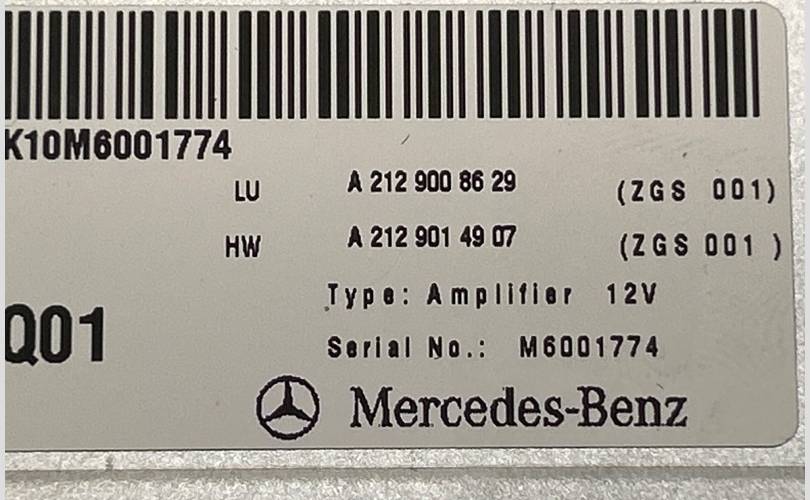 K10M6001774
LU A 212 900 86 29 (ZGS 001)
HW A 212 901 49 07 (ZGS 001 )
Type: Amplifier 12V
Q01
Serial No.: M6001774
Mercedes-Benz